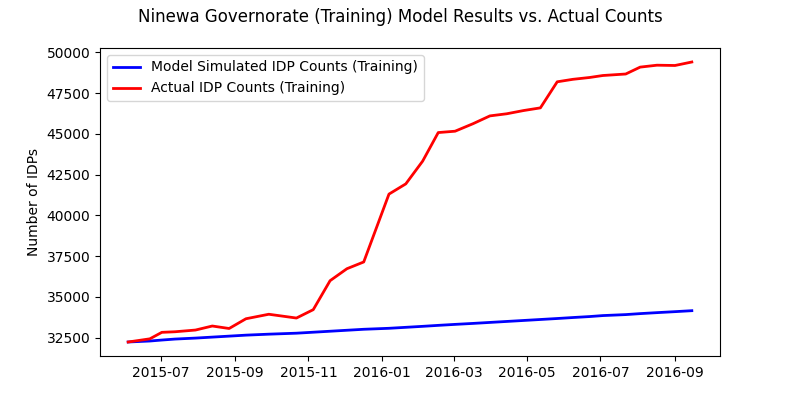 Ninewa Governorate (Training) Model Results vs. Actual Counts
Model Simulated IDP Counts (Training)
Actual IDP Counts (Training)
Number of IDPs
50000
47500
45000
42500
40000
37500
35000
32500
2015-07 2015-09 2015-11 2016-01 2016-03 2016-05 2016-07 2016-09